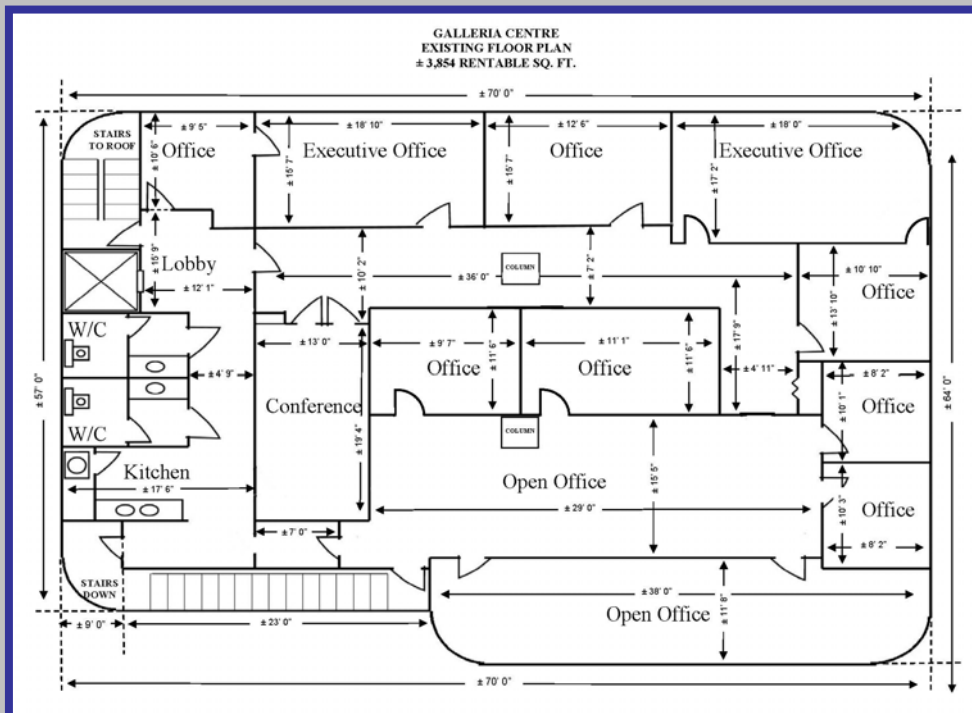 GALLERIA CENTRE
EXISTING FLOOR PLAN
± 3,854 RENTABLE SQ. FT.
± 70' 0"
STAIRS
TO ROOF
± 9' 5"
± 18' 10"
± 12' 6"
± 18' 0"
Office
Executive Office
Office
Executive Office
± 10' 6"
± 15' 7"
± 15' 7"
± 17' 2"
± 15' 9"
Lobby
± 12' 1"
± 10' 2"
± 36' 0"
COLUMN
± 7' 2"
± 10' 10"
Office
± 13' 10"
W/C
± 13' 0"
± 9' 7"
± 11' 6"
± 11' 1"
± 11' 6"
± 17' 9"
Office
Office
± 4' 9"
± 4' 11"
± 8' 2"
± 57' 0"
± 64' 0"
Conference
Office
± 10' 1"
W/C
± 19' 4"
COLUMN
Kitchen
± 17' 6"
Open Office
± 15' 5"
± 29' 0"
Office
± 10' 3"
± 8' 2"
± 7' 0"
STAIRS
DOWN
± 38' 0"
± 11' 8"
Open Office
± 9' 0"
± 23' 0"
± 70' 0"